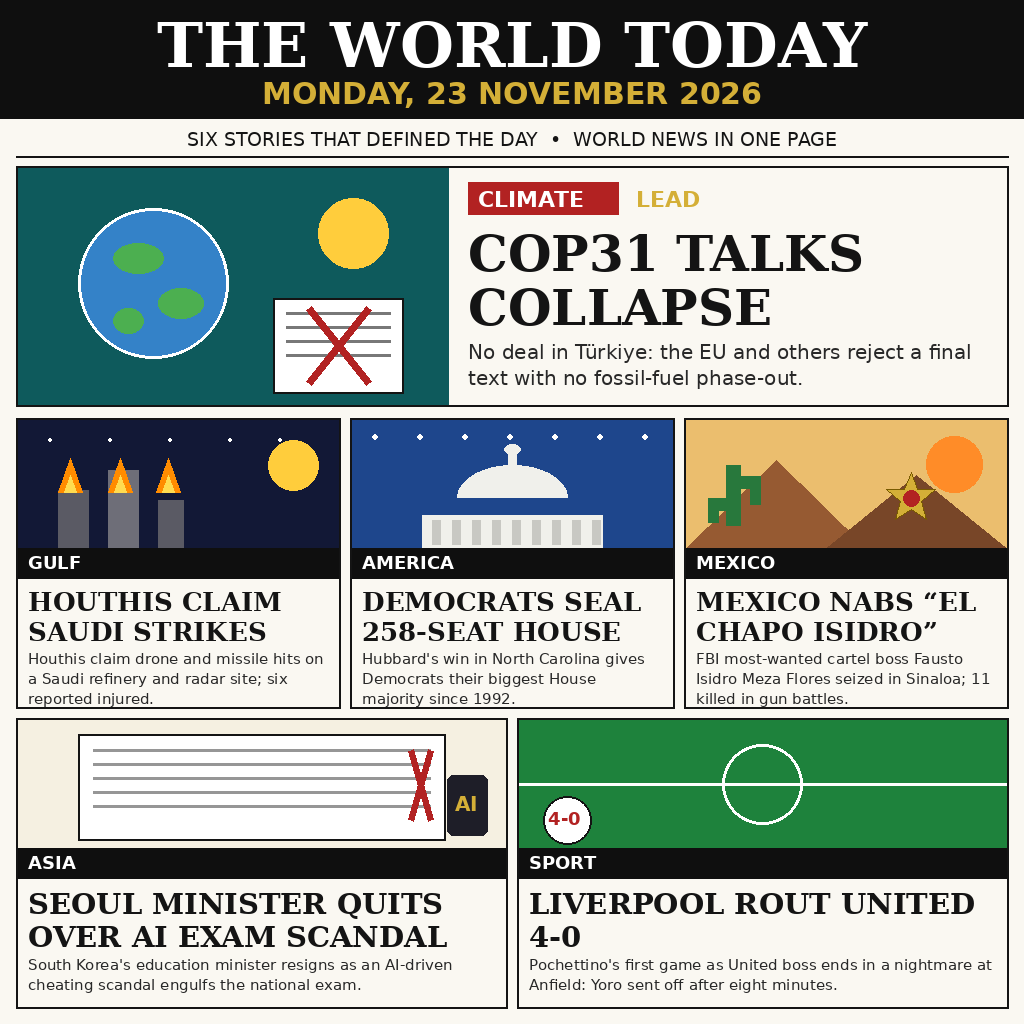 THE WORLD TODAY
MONDAY, 23 NOVEMBER 2026
SIX STORIES THAT DEFINED THE DAY • WORLD NEWS IN ONE PAGE
CLIMATE LEAD
COP31 TALKS
COLLAPSE
No deal in Türkiye: the EU and others reject a final
text with no fossil-fuel phase-out.
GULF
HOUTHIS CLAIM
SAUDI STRIKES
Houthis claim drone and missile hits on
a Saudi refinery and radar site; six
reported injured.
AMERICA
DEMOCRATS SEAL
258-SEAT HOUSE
Hubbard's win in North Carolina gives
Democrats their biggest House
majority since 1992.
MEXICO
MEXICO NABS “EL
CHAPO ISIDRO”
FBI most-wanted cartel boss Fausto
Isidro Meza Flores seized in Sinaloa; 11
killed in gun battles.
AI
ASIA
SEOUL MINISTER QUITS
OVER AI EXAM SCANDAL
South Korea's education minister resigns as an AI-driven
cheating scandal engulfs the national exam.
4-0
SPORT
LIVERPOOL ROUT UNITED
4-0
Pochettino's first game as United boss ends in a nightmare at
Anfield: Yoro sent off after eight minutes.